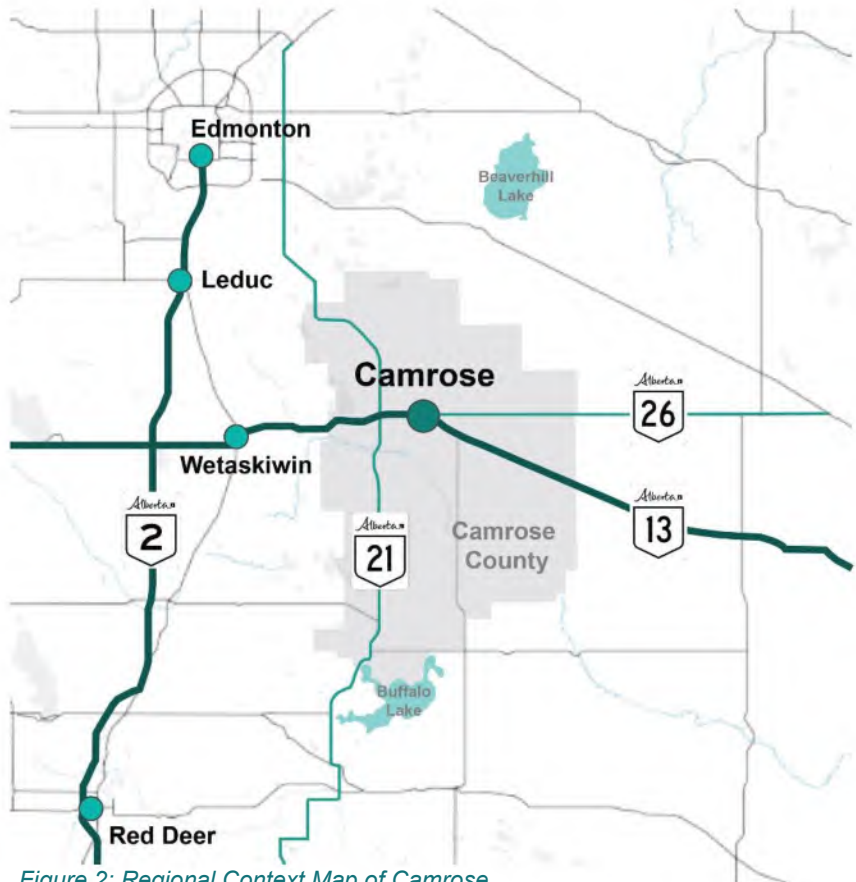 Edmonton
Beaverhill
Lake
Leduc
Camrose
Alberta
26
Wetaskiwin
Alberta
2
Alberta
21
Camrose
County
Alberta
13
Buffalo
Lake
Red Deer
Figure 2: Regional Context Map of Camrose